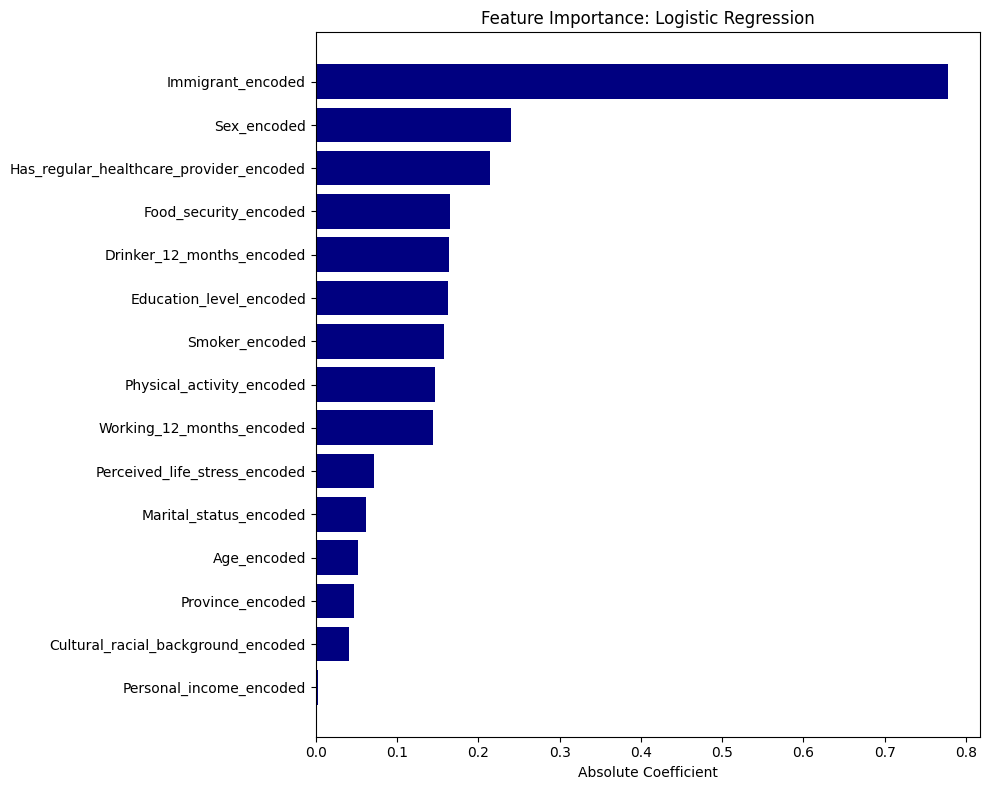 Feature Importance: Logistic Regression
Immigrant_encoded
Sex_encoded
Has_regular_healthcare_provider_encoded
Food_security_encoded
Drinker_12_months_encoded
Education_level_encoded
Smoker_encoded
Physical_activity_encoded
Working_12_months_encoded
Perceived_life_stress_encoded
Marital_status_encoded
Age_encoded
Province_encoded
Cultural_racial_background_encoded
Personal_income_encoded
0.0 0.1 0.2 0.3 0.4 0.5 0.6 0.7 0.8
Absolute Coefficient